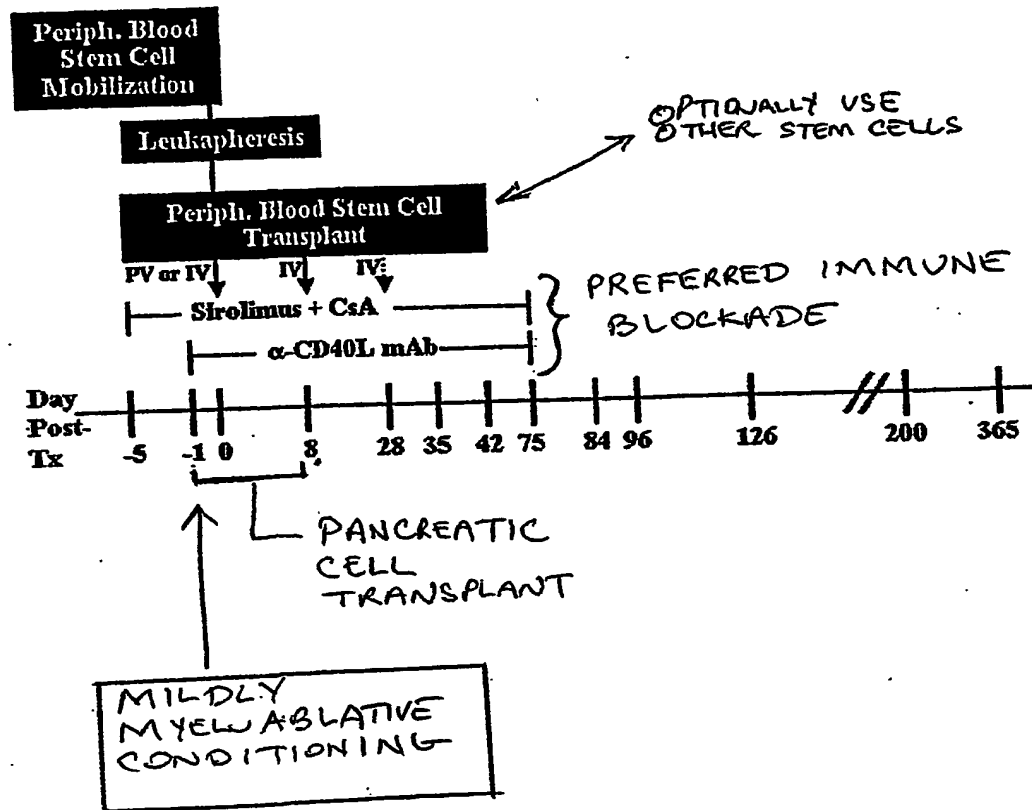 Periph. Blood
Stem Cell
Mobilization
Leukapheresis
OPTIONALLY USE
OTHER STEM CELLS
Periph. Blood Stem Cell
Transplant
PV or IV IV IV
Sirolimus + CsA
α-CD40L mAb
PREFERRED IMMUNE
BLOCKADE
Day
Post-
Tx
-5 -1 0 8 28 35 42 75 84 96 126 200 365
PANCREATIC
CELL
TRANSPLANT
MILDLY
MYELOABLATIVE
CONDITIONING